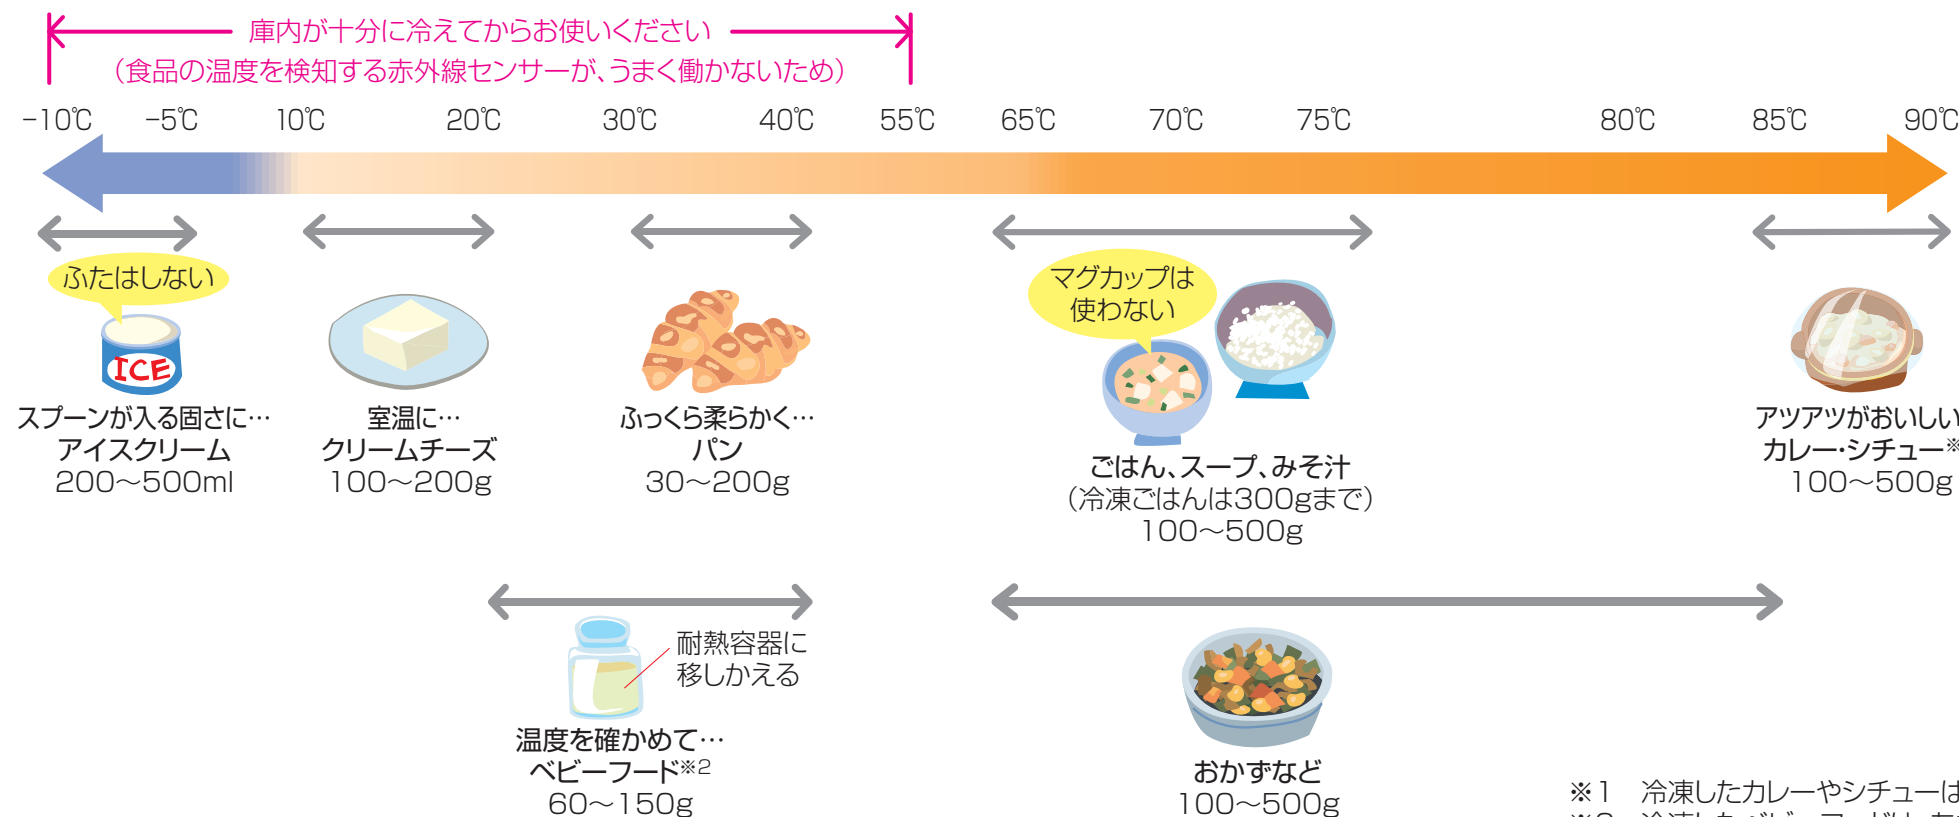 庫内が十分に冷えてからお使いください
（食品の温度を検知する赤外線センサーが、うまく働かないため）
−10℃ −5℃ 10℃ 20℃ 30℃ 40℃ 55℃ 65℃ 70℃ 75℃ 80℃ 85℃ 90℃
ふたはしない
ICE
スプーンが入る固さに…
アイスクリーム
200〜500ml
室温に…
クリームチーズ
100〜200g
ふっくら柔らかく…
パン
30〜200g
マグカップは
使わない
ごはん、スープ、みそ汁
（冷凍ごはんは300gまで）
100〜500g
アツアツがおいしい
カレー・シチュー※
100〜500g
耐熱容器に
移しかえる
温度を確かめて…
ベビーフード※2
60〜150g
おかずなど
100〜500g
※1 冷凍したカレーやシチューは